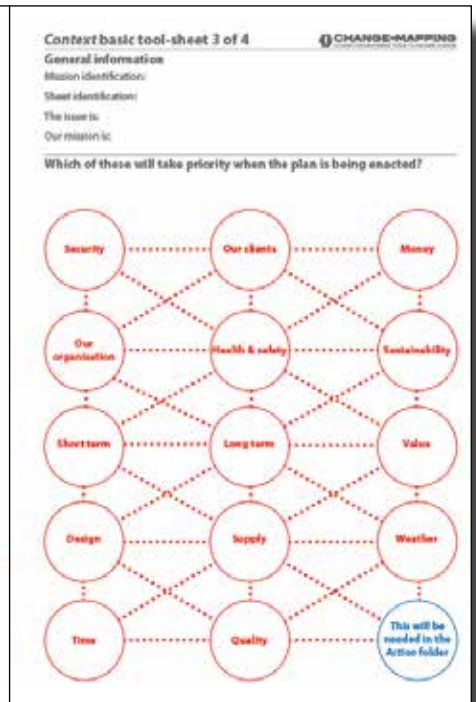 Context basic tool-sheet 3 of 4
CHANGE-MAPPING
General information
Mission identification:
Sheet identification:
The issue is:
Our mission is:
Which of these will take priority when the plan is being enacted?
Security
Our clients
Money
Our
organisation
Health & safety
Sustainability
Short term
Long term
Value
Design
Supply
Weather
Time
Quality
This will be
needed in the
Action folder